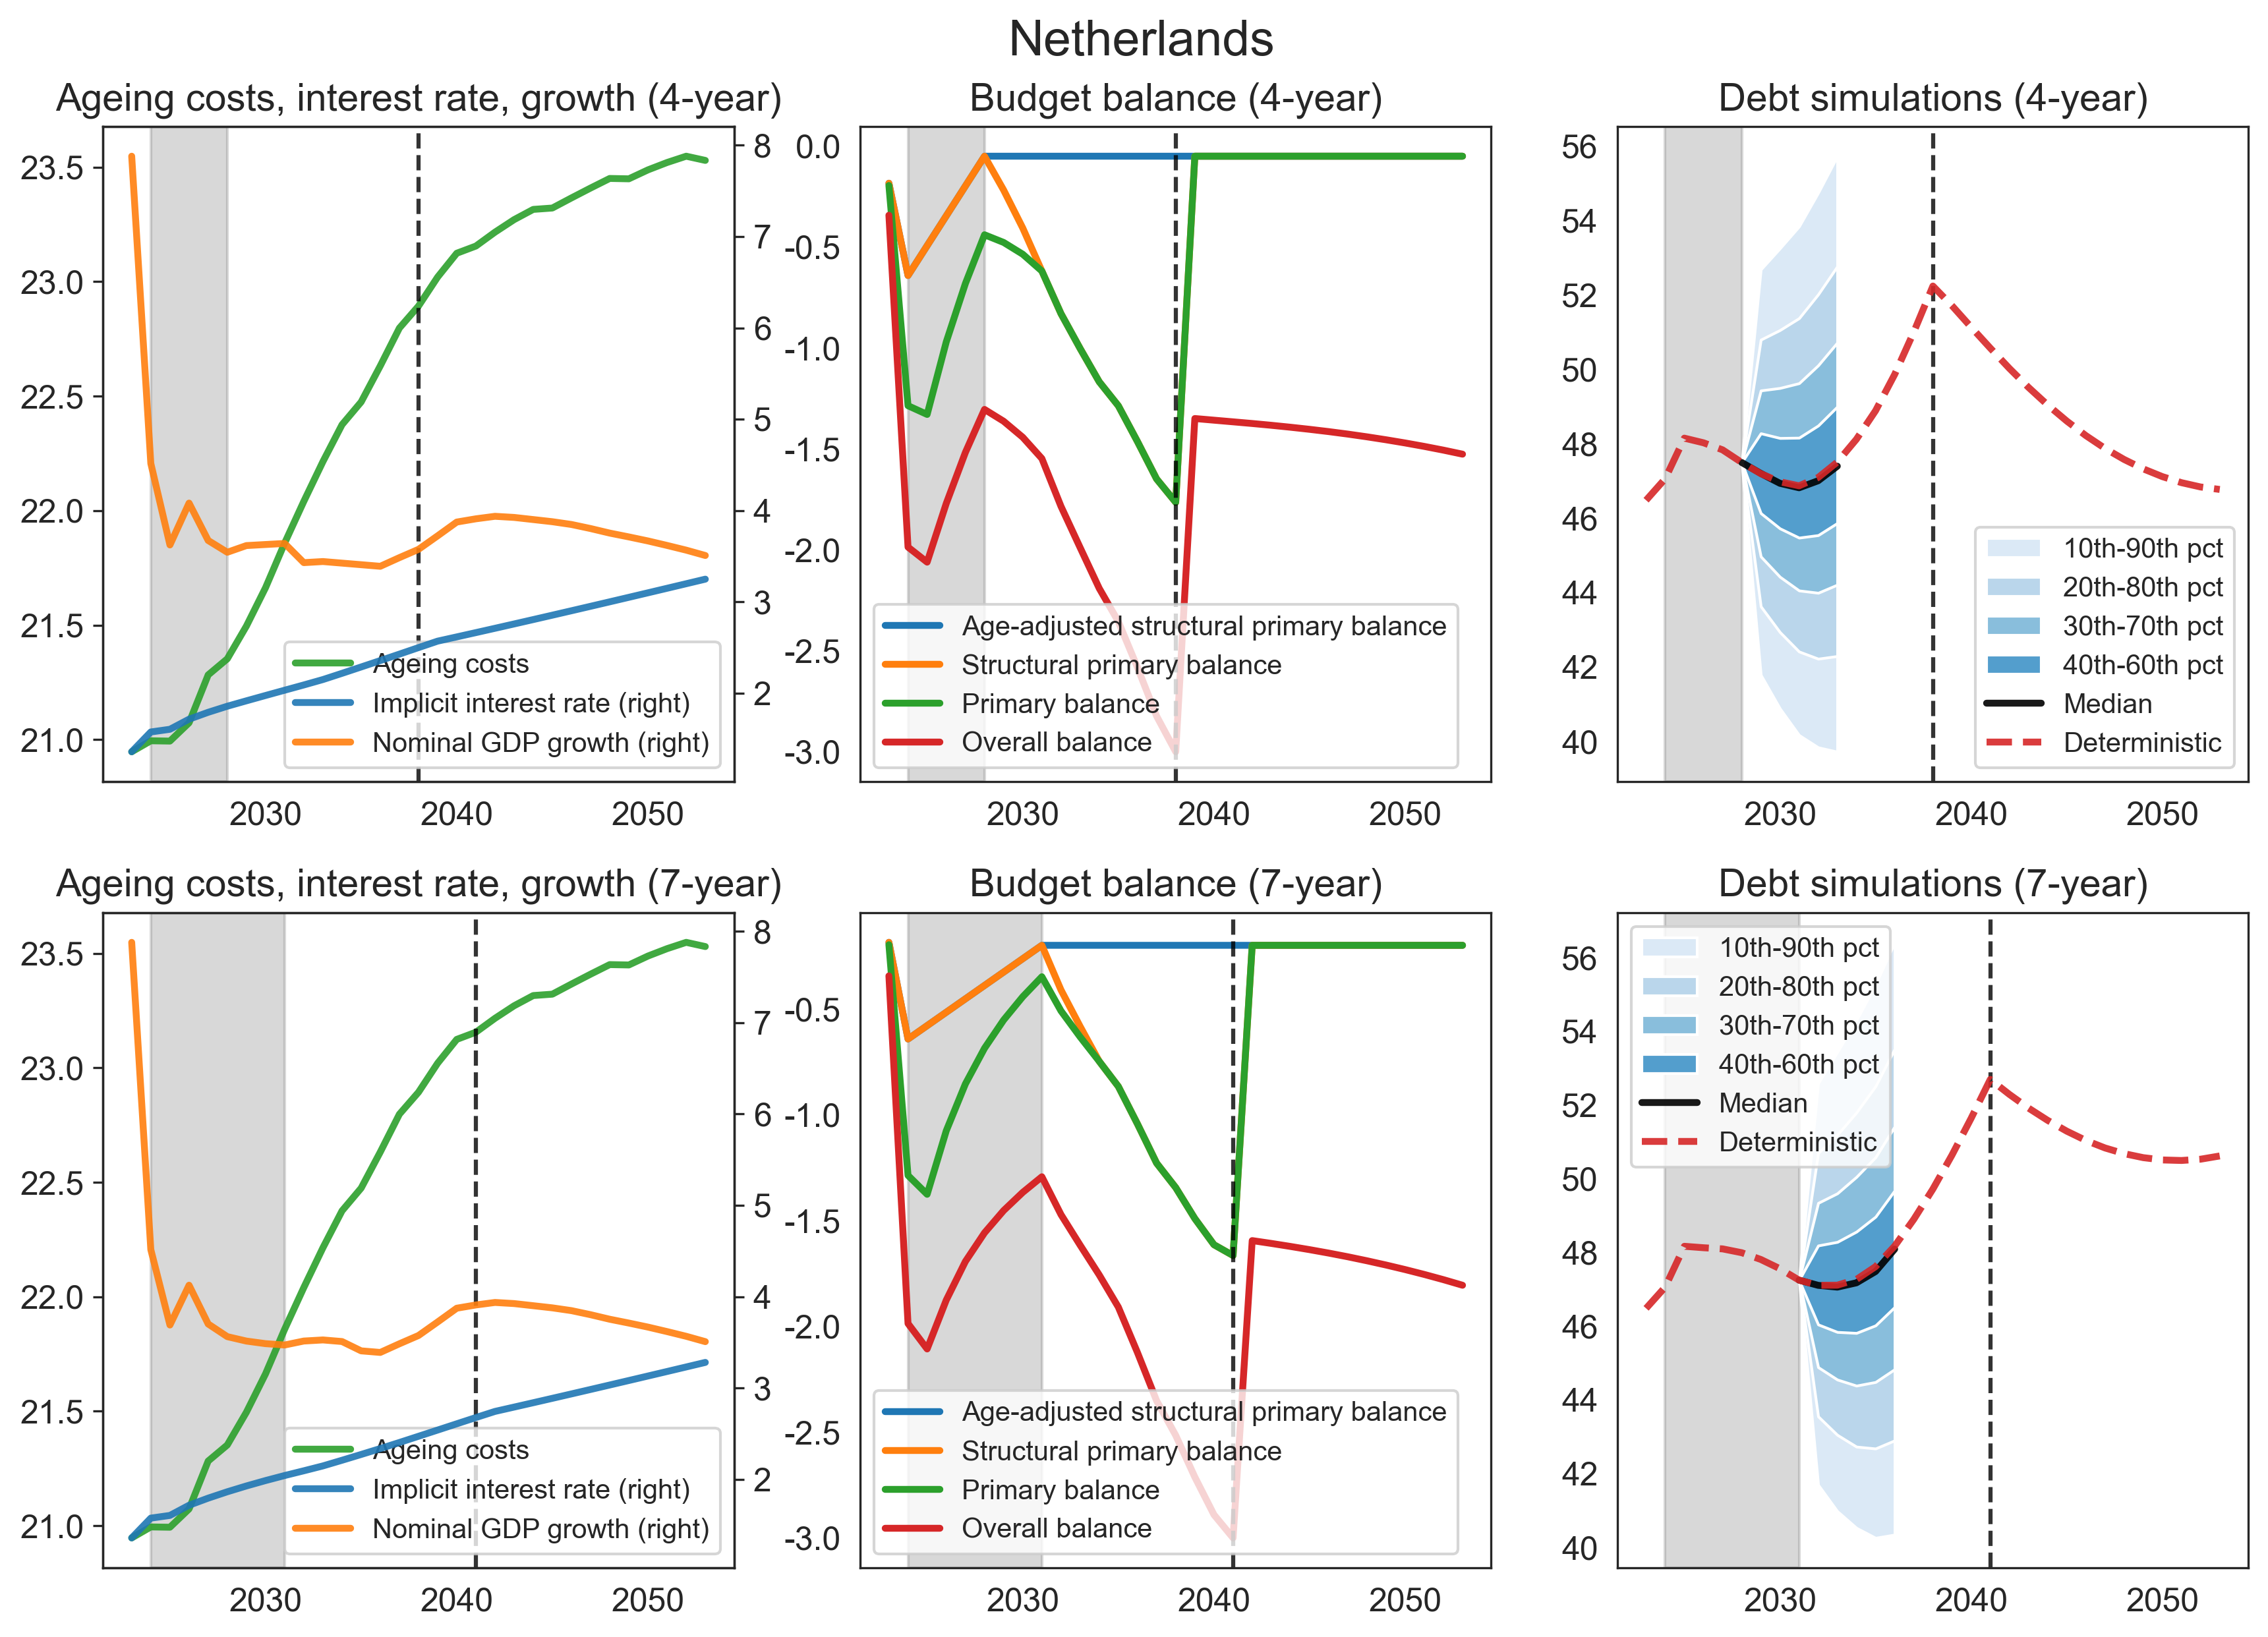 Netherlands
Ageing costs, interest rate, growth (4-year)
23.5
23.0
22.5
22.0
21.5
21.0
8
7
6
5
4
3
2
Ageing costs
Implicit interest rate (right)
Nominal GDP growth (right)
2030 2040 2050
Budget balance (4-year)
0.0
-0.5
-1.0
-1.5
-2.0
-2.5
-3.0
Age-adjusted structural primary balance
Structural primary balance
Primary balance
Overall balance
2030 2040 2050
Debt simulations (4-year)
56
54
52
50
48
46
44
42
40
10th-90th pct
20th-80th pct
30th-70th pct
40th-60th pct
Median
Deterministic
2030 2040 2050
Ageing costs, interest rate, growth (7-year)
23.5
23.0
22.5
22.0
21.5
21.0
8
7
6
5
4
3
2
Ageing costs
Implicit interest rate (right)
Nominal GDP growth (right)
2030 2040 2050
Budget balance (7-year)
-0.5
-1.0
-1.5
-2.0
-2.5
-3.0
Age-adjusted structural primary balance
Structural primary balance
Primary balance
Overall balance
2030 2040 2050
Debt simulations (7-year)
56
54
52
50
48
46
44
42
40
10th-90th pct
20th-80th pct
30th-70th pct
40th-60th pct
Median
Deterministic
2030 2040 2050